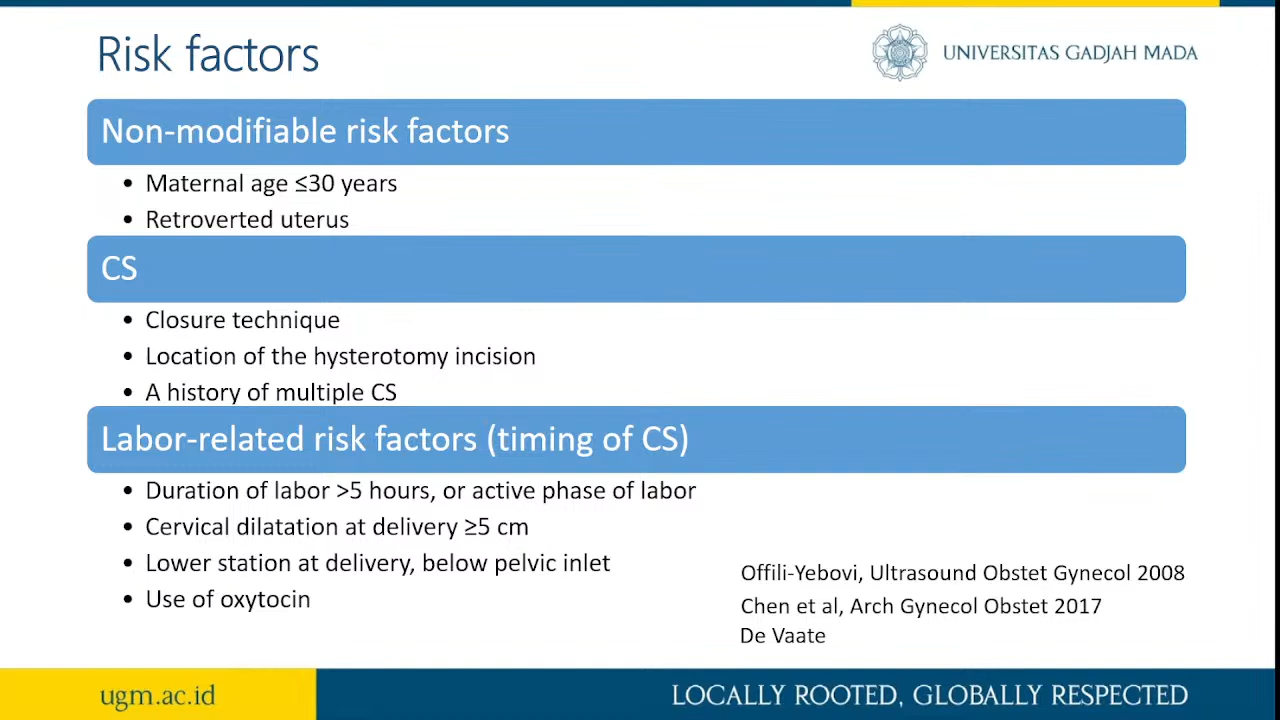 Risk factors
UNIVERSITAS GADJAH MADA
Non-modifiable risk factors
• Maternal age ≤30 years
• Retroverted uterus
CS
• Closure technique
• Location of the hysterotomy incision
• A history of multiple CS
Labor-related risk factors (timing of CS)
• Duration of labor >5 hours, or active phase of labor
• Cervical dilatation at delivery ≥5 cm
• Lower station at delivery, below pelvic inlet
• Use of oxytocin
Offili-Yebovi, Ultrasound Obstet Gynecol 2008
Chen et al, Arch Gynecol Obstet 2017
De Vaate
ugm.ac.id
LOCALLY ROOTED, GLOBALLY RESPECTED